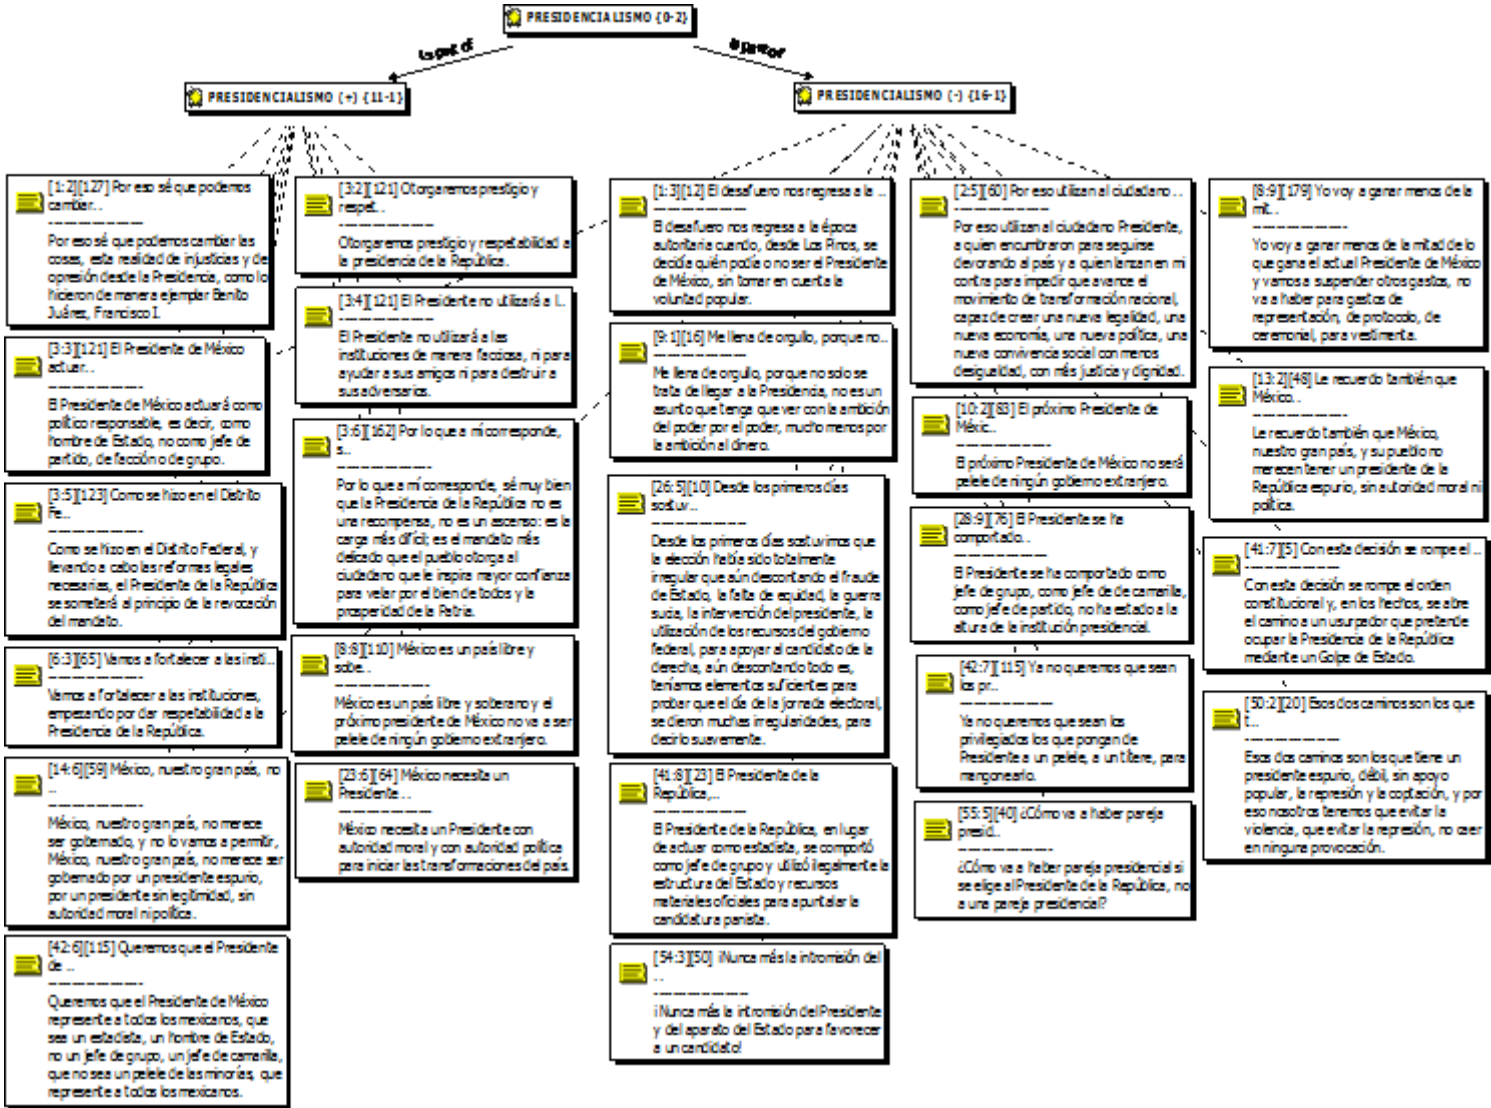 PRESIDENCIALISMO {0-2}
is part of
is part of
PRESIDENCIALISMO (+) {11-1}
PRESIDENCIALISMO (-) {16-1}
[1:2][127] Por eso sé que podemos
cambiar..
Por eso sé que podemos cambiar las
cosas, esta realidad de injusticias y de
opresión desde la Presidencia, como lo
hicieron de manera ejemplar Benito
Juárez, Francisco I.
[3:3][121] El Presidente de México
actuar..
El Presidente de México actuará como
político responsable, es decir, como
hombre de Estado, no como jefe de
partido, de facción o de grupo.
[3:5][123] Como se hizo en el Distrito
Fe..
Como se hizo en el Distrito Federal, y
llevando a cabo las reformas legales
necesarias, el Presidente de la República
se someterá al principio de la revocación
del mandato.
[6:3][65] Vamos a fortalecer a las insti...
Vamos a fortalecer a las instituciones,
empezando por dar respetabilidad a la
Presidencia de la República.
[14:6][59] México, nuestro gran país, no
..
México, nuestro gran país, no merece
ser gobernado, y no lo vamos a permitir,
México, nuestro gran país, no merece ser
gobernado por un presidente espurio,
por un presidente sin legitimidad, sin
autoridad moral ni política.
[42:6][115] Queremos que el Presidente
de ..
Queremos que el Presidente de México
represente a todos los mexicanos, que
sea un estadista, un hombre de Estado,
no un jefe de grupo, un jefe de camarilla,
que no sea un pelele de las minorías, que
represente a todos los mexicanos.
[3:2][121] Otorgaremos prestigio y
respet..
Otorgaremos prestigio y respetabilidad a
la presidencia de la República.
[3:4][121] El Presidente no utilizará a l..
El Presidente no utilizará a las
instituciones de manera facciosa, ni para
ayudar a sus amigos ni para destruir a
sus adversarios.
[3:6][162] Por lo que a mí corresponde,
s..
Por lo que a mí corresponde, sé muy bien
que la Presidencia de la República no es
una recompensa, no es un ascenso: es la
carga más difícil; es el mandato más
delicado que el pueblo otorga al
ciudadano que le inspira mayor confianza
para velar por el bien de todos y la
prosperidad de la Patria.
[8:8][110] México es un país libre y
sobe..
México es un país libre y soberano y el
próximo presidente de México no va a ser
pelele de ningún gobierno extranjero.
[23:6][64] México necesita un
Presidente ..
México necesita un Presidente con
autoridad moral y con autoridad política
para iniciar las transformaciones del país.
[1:3][12] El desafuero nos regresa a la ..
El desafuero nos regresa a la época
autoritaria cuando, desde Los Pinos, se
decidía quién podía o no ser el Presidente
de México, sin tomar en cuenta la
voluntad popular.
[9:1][16] Me llena de orgullo, porque no..
Me llena de orgullo, porque no solo se
trata de llegar a la Presidencia, no es un
asunto que tenga que ver con la ambición
del poder por el poder, mucho menos por
la ambición al dinero.
[26:5][10] Desde los primeros días
sostuv..
Desde los primeros días sostuvimos que
la elección había sido totalmente
irregular que aún descontando el fraude
de Estado, la falta de equidad, la guerra
sucia, la intervención del presidente, la
utilización de los recursos del gobierno
federal, para apoyar al candidato de la
derecha, aún descontando todo es,
teníamos elementos suficientes para
probar que el día de la jornada electoral,
se dieron muchas irregularidades, para
decirlo suavemente.
[41:8][23] El Presidente de la
República,..
El Presidente de la República, en lugar
de actuar como estadista, se comportó
como jefe de grupo y utilizó ilegalmente la
estructura del Estado y recursos
materiales oficiales para apuntalar la
candidatura panista.
[54:3][50] ¡Nunca más la intromisión del
..
¡Nunca más la intromisión del Presidente
y del aparato del Estado para favorecer
a un candidato!
[2:5][60] Por eso utilizan al ciudadano ..
Por eso utilizan al ciudadano Presidente,
a quien encumbraron para seguirse
devorando al país y a quien lanzan en mi
contra para impedir que avance el
movimiento de transformación nacional,
capaz de crear una nueva legalidad, una
nueva economía, una nueva política, una
nueva convivencia social con menos
desigualdad, con más justicia y dignidad.
[10:2][83] El próximo Presidente de
Méxic..
El próximo Presidente de México no será
pelele de ningún gobierno extranjero.
[28:9][76] El Presidente se ha
comportado..
El Presidente se ha comportado como
jefe de grupo, como jefe de de camarilla,
como jefe de partido, no ha estado a la
altura de la institución presidencial.
[42:7][115] Ya no queremos que sean
los pr..
Ya no queremos que sean los
privilegiados los que pongan de
Presidente a un pelele, a un títere, para
mangonearlo.
[55:5][40] ¿Cómo va a haber pareja
presid..
¿Cómo va a haber pareja presidencial si
se elige al Presidente de la República, no
a una pareja presidencial?
[8:9][179] Yo voy a ganar menos de la
mit..
Yo voy a ganar menos de la mitad de lo
que gana el actual Presidente de México
y vamos a suspender otros gastos, no
va a haber para gastos de
representación, de protocolo, de
ceremonial, para vestimenta.
[13:2][48] Le recuerdo también que
México..
Le recuerdo también que México,
nuestro gran país, y su pueblo no
merecen tener un presidente de la
República espurio, sin autoridad moral ni
política.
[41:7][5] Con esta decisión se rompe el ..
Con esta decisión se rompe el orden
constitucional y, en los hechos, se abre
el camino a un usurpador que pretende
ocupar la Presidencia de la República
mediante un Golpe de Estado.
[50:2][20] Esos dos caminos son los que
t..
Esos dos caminos son los que tiene un
presidente espurio, débil, sin apoyo
popular, la represión y la cooptación, y por
eso nosotros tenemos que evitar la
violencia, que evitar la represión, no caer
en ninguna provocación.